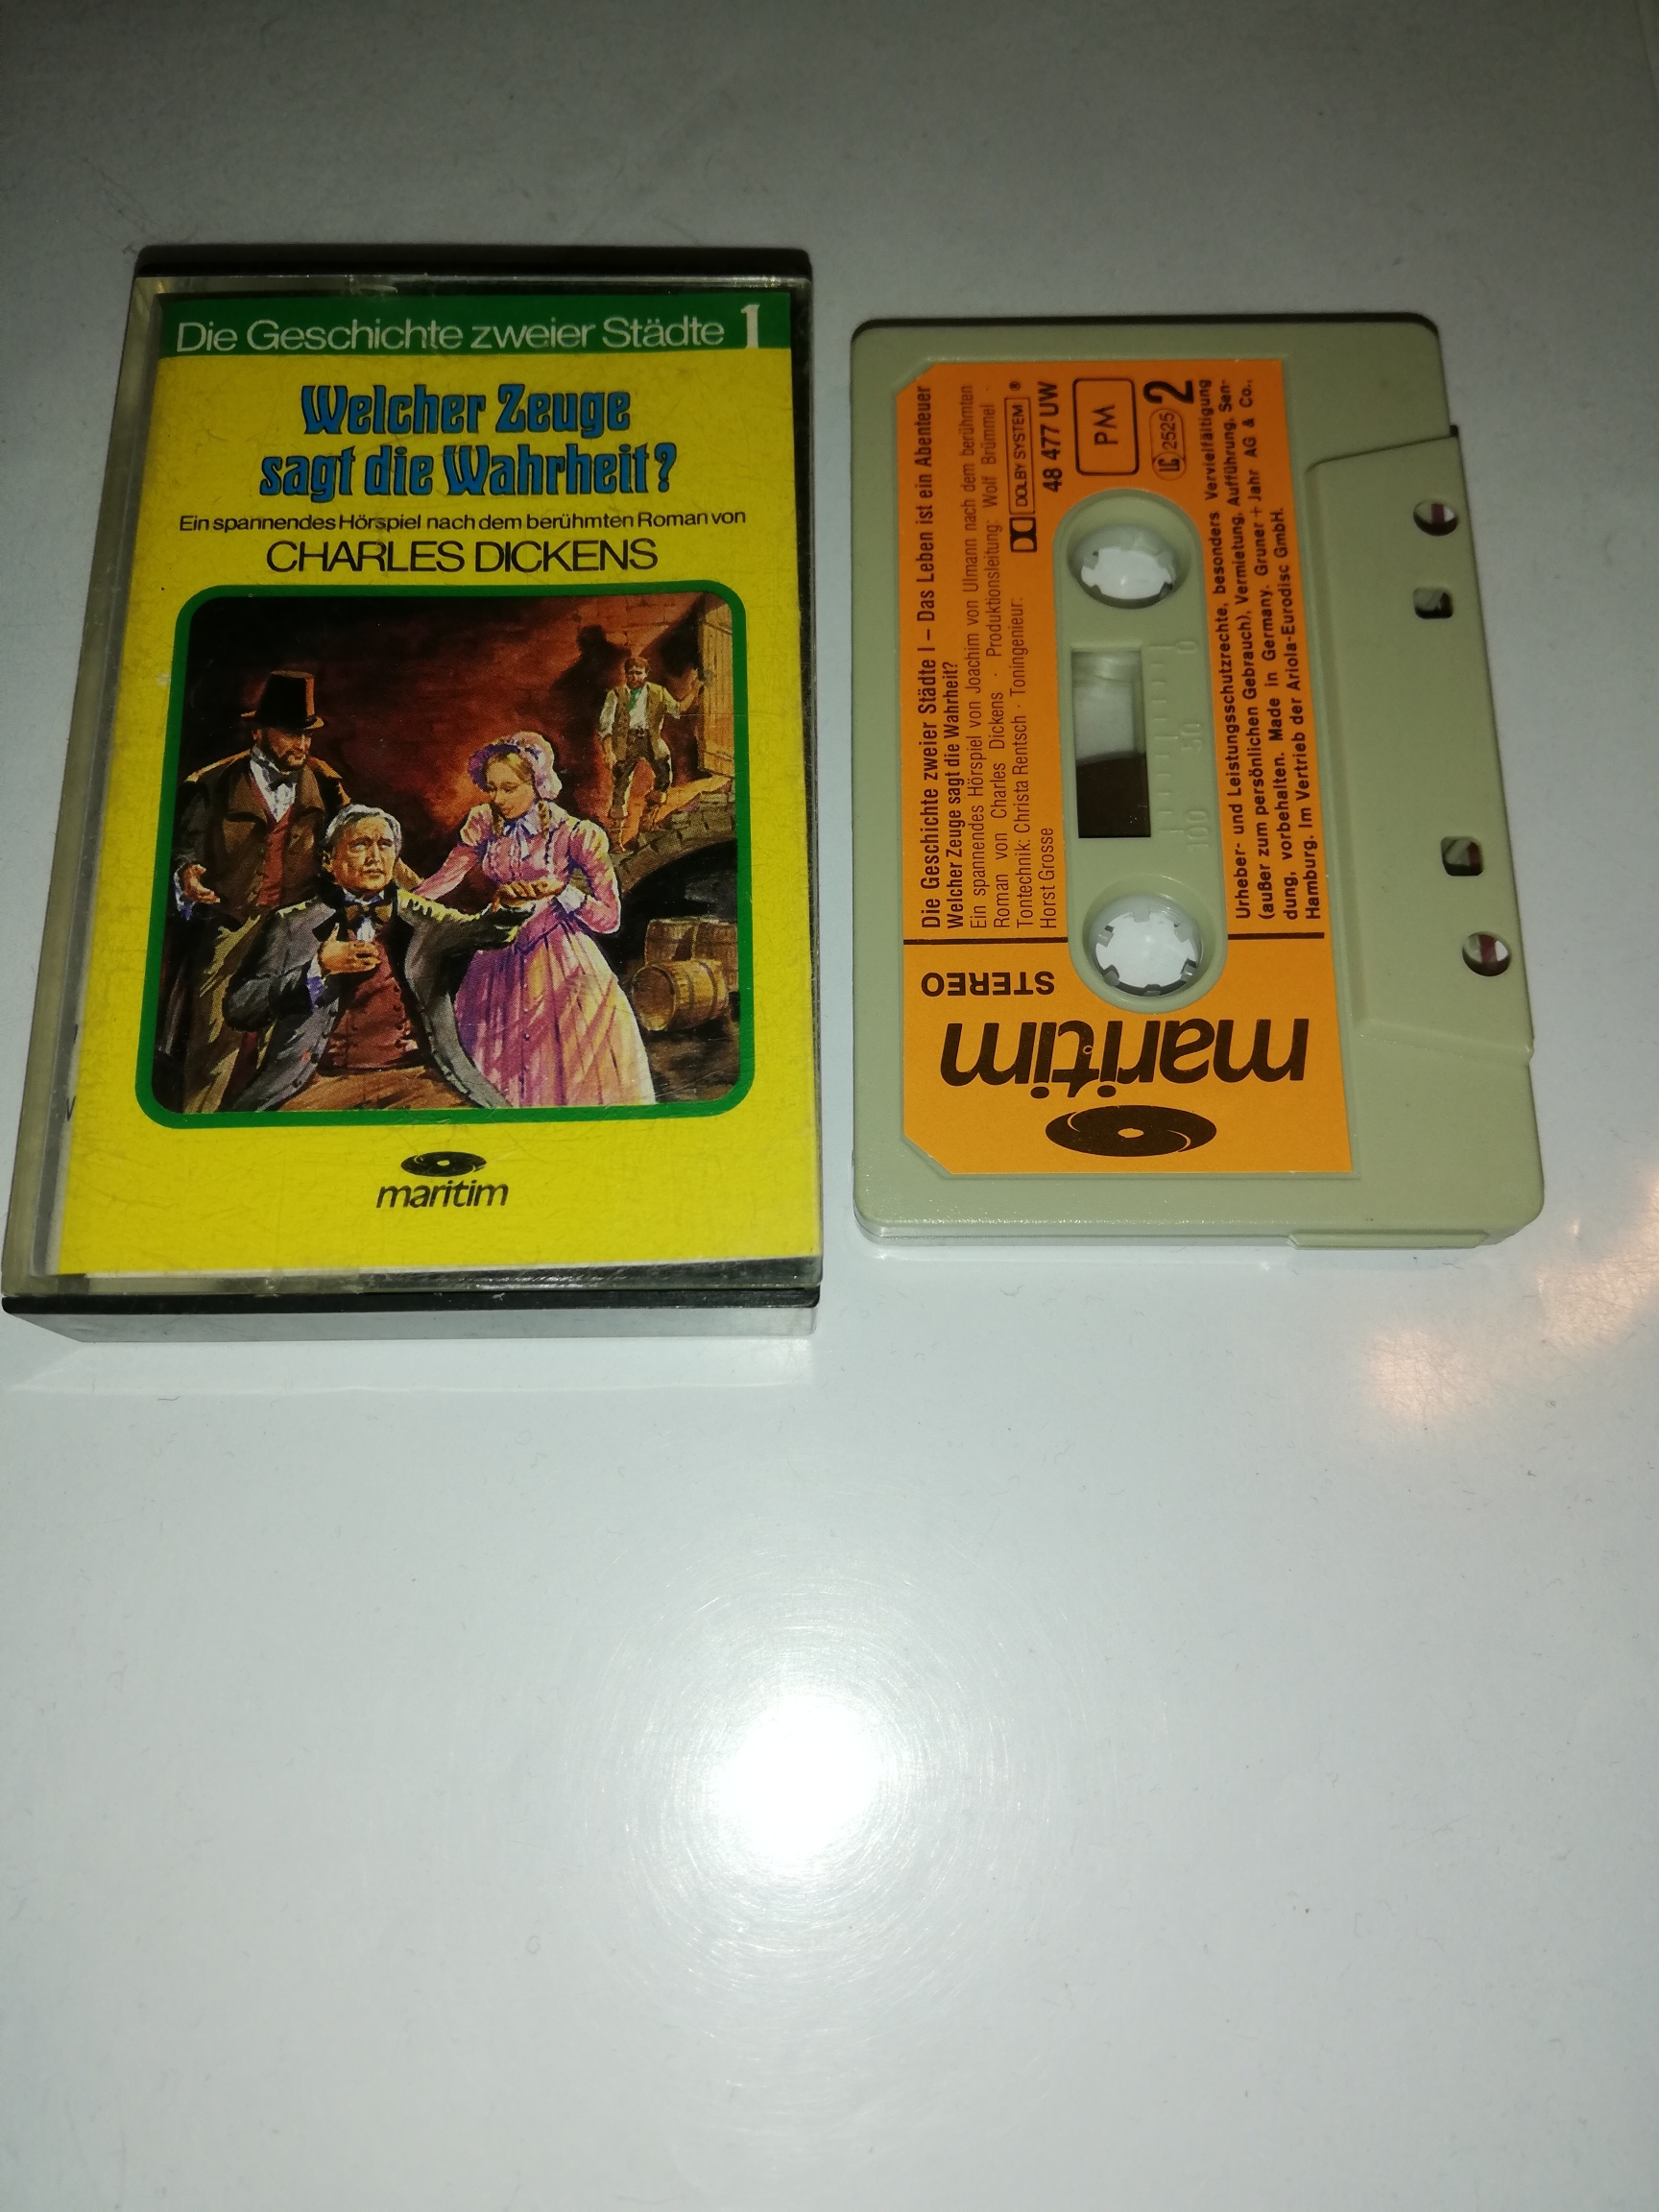 Die Geschichte zweier Städte 1
Welcher Zeuge
sagt die Wahrheit?
Ein spannendes Hörspiel nach dem berühmten Roman von
CHARLES DICKENS
maritim
maritim
STEREO
Die Geschichte zweier Städte I – Das Leben ist ein Abenteuer
Welcher Zeuge sagt die Wahrheit?
Ein spannendes Hörspiel von Joachim von Ulmann nach dem berühmten
Roman von Charles Dickens · Produktionsleitung: Wolf Brümmel ·
Tontechnik: Christa Rentsch · Toningenieur:
Horst Grosse
DOLBY SYSTEM ®
48 477 UW
PM
LC 2525
2
100 50 0
Urheber- und Leistungsschutzrechte, besonders Vervielfältigung
(außer zum persönlichen Gebrauch), Vermietung, Aufführung, Sen-
dung, vorbehalten. Made in Germany. Gruner + Jahr AG & Co.,
Hamburg. Im Vertrieb der Ariola-Eurodisc GmbH.